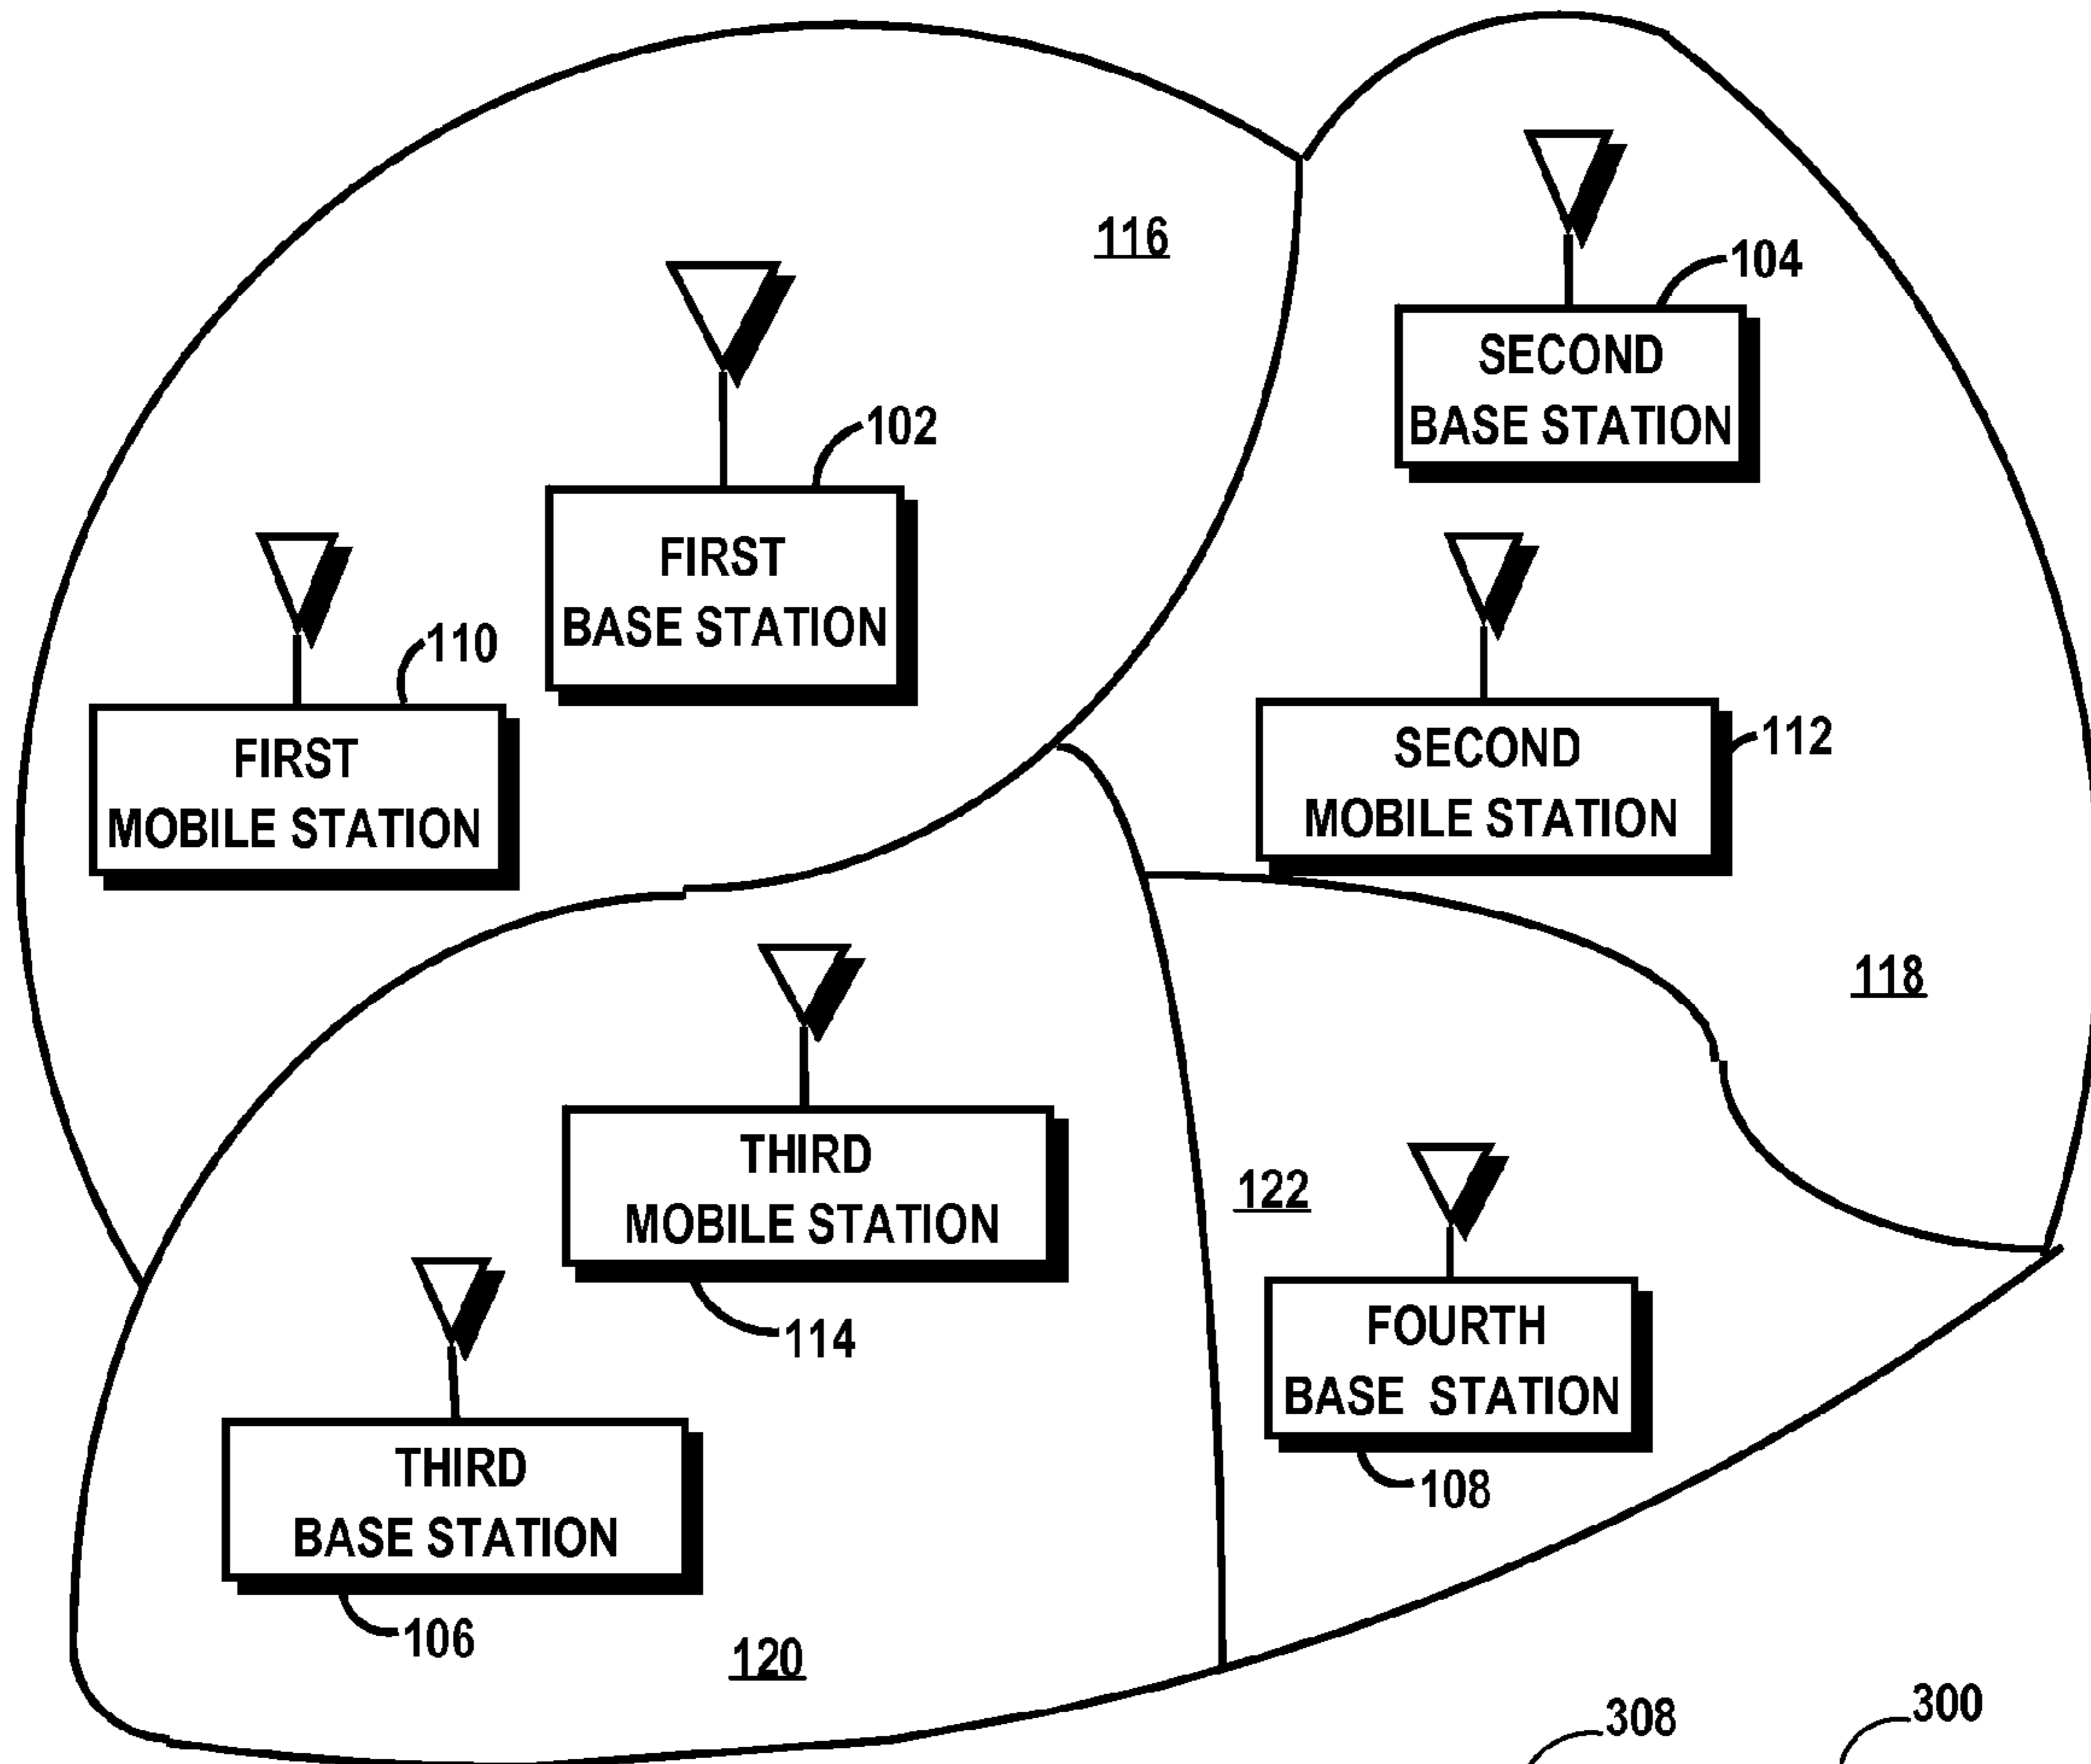 116
104
SECOND
BASE STATION
102
FIRST
BASE STATION
110
FIRST
MOBILE STATION
SECOND
MOBILE STATION
112
118
THIRD
MOBILE STATION
114
122
FOURTH
BASE STATION
108
THIRD
BASE STATION
106
120
308
300